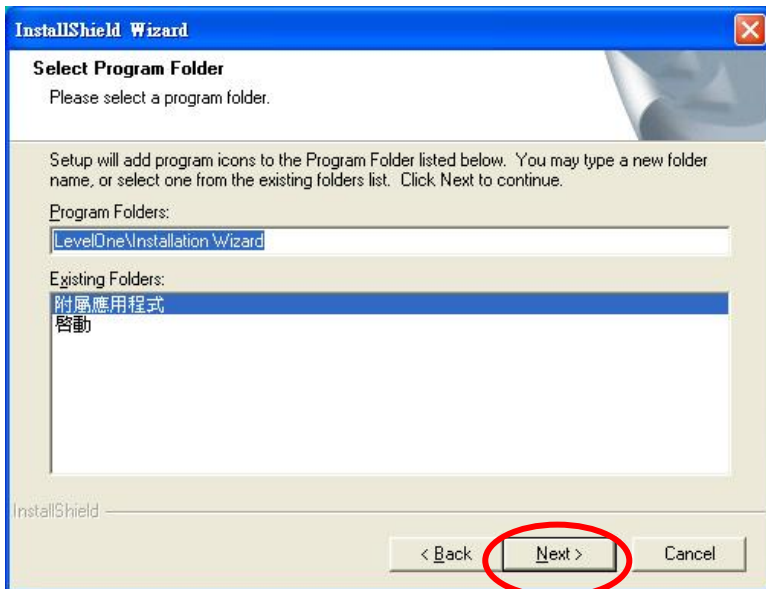 InstallShield Wizard
Select Program Folder
Please select a program folder.
Setup will add program icons to the Program Folder listed below. You may type a new folder
name, or select one from the existing folders list. Click Next to continue.
Program Folders:
LevelOne\Installation Wizard
Existing Folders:
附屬應用程式
啓動
InstallShield
< Back
Next >
Cancel